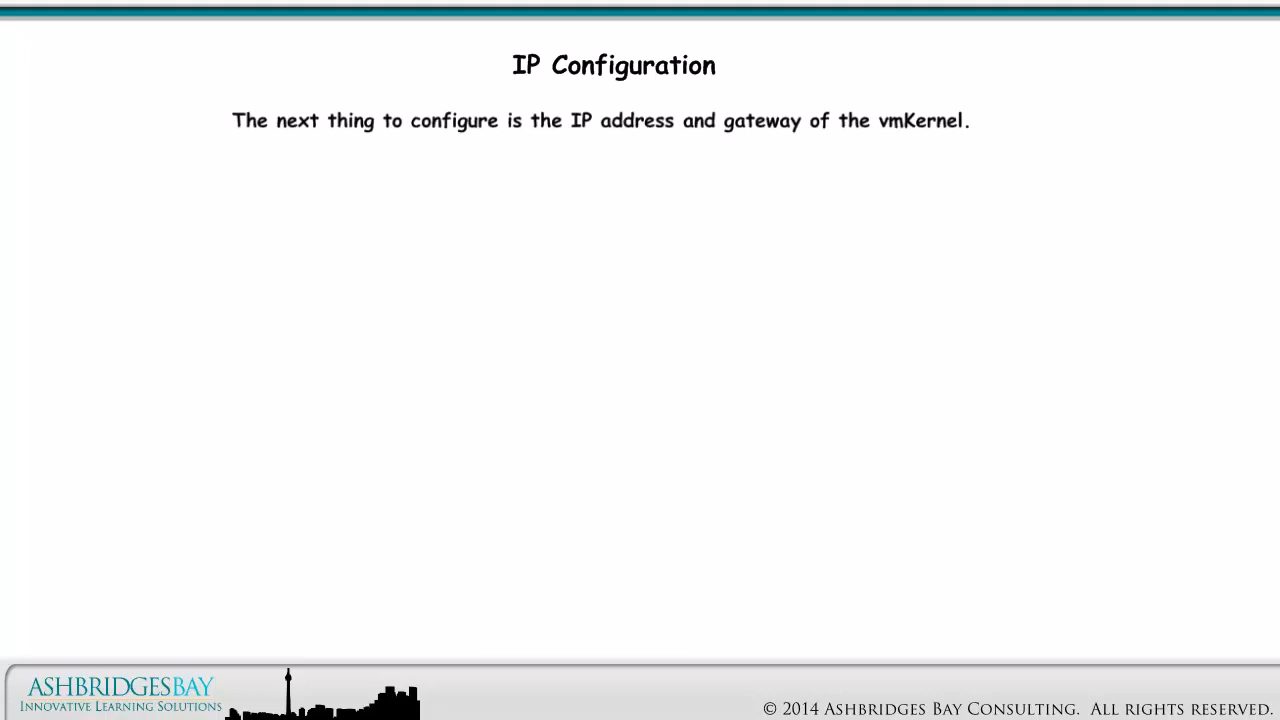 IP Configuration
The next thing to configure is the IP address and gateway of the vmKernel.
ASHBRIDGESBAY
INNOVATIVE LEARNING SOLUTIONS
© 2014 ASHBRIDGES BAY CONSULTING. ALL RIGHTS RESERVED.